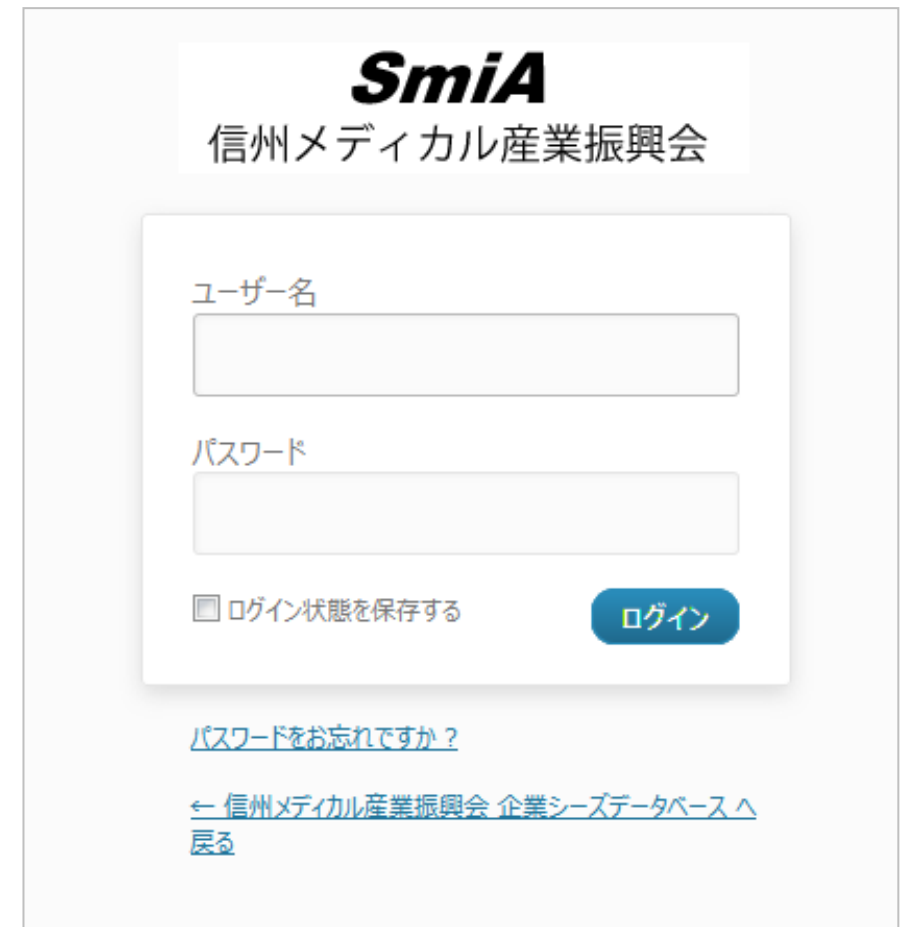 SmiA
信州メディカル産業振興会
ユーザー名
パスワード
ログイン状態を保存する
ログイン
パスワードをお忘れですか ?
← 信州メディカル産業振興会 企業シーズデータベース へ
戻る